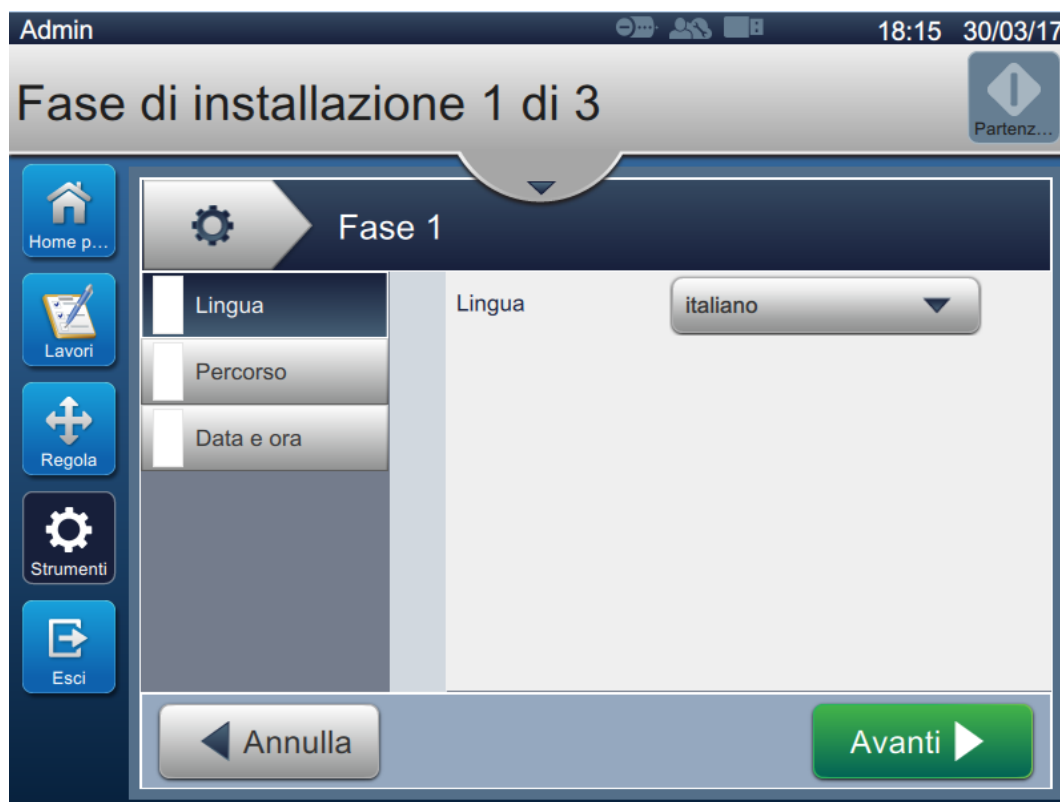 Admin
18:15 30/03/17
Fase di installazione 1 di 3
Partenz...
Home p...
Fase 1
Lingua
Lingua
italiano
Lavori
Percorso
Data e ora
Regola
Strumenti
Esci
Annulla
Avanti